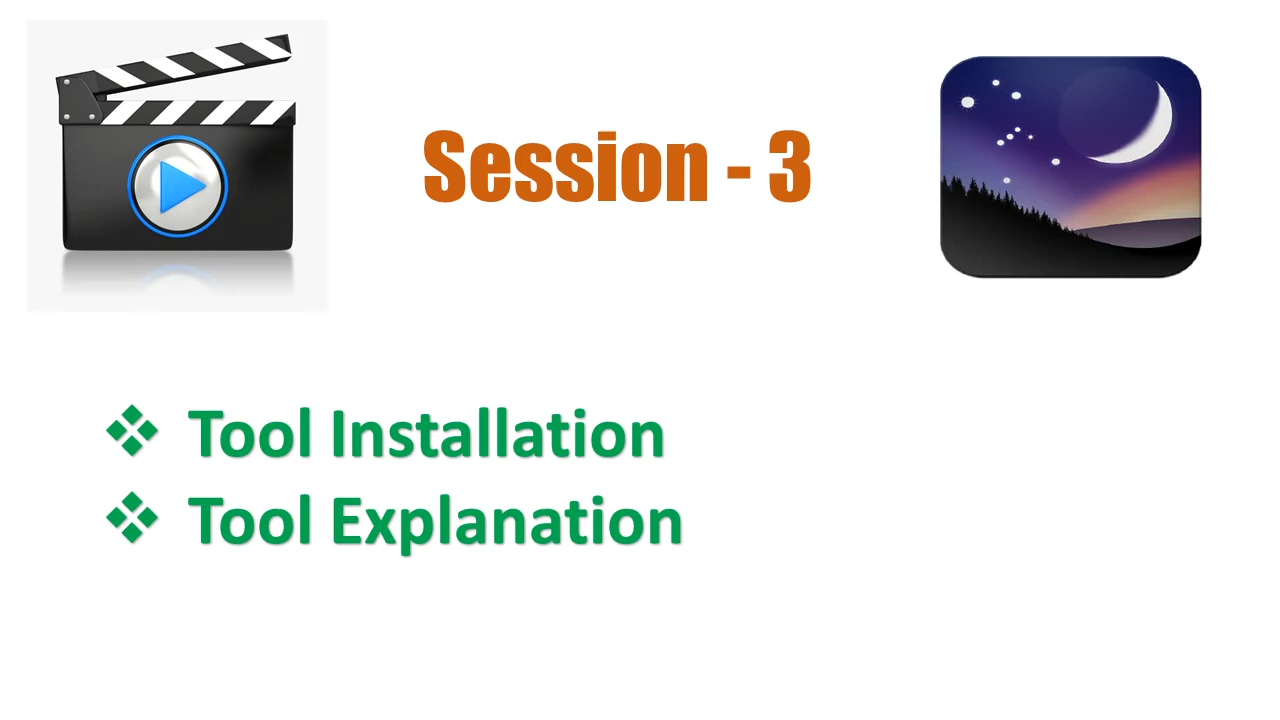 Session - 3
❖ Tool Installation
❖ Tool Explanation